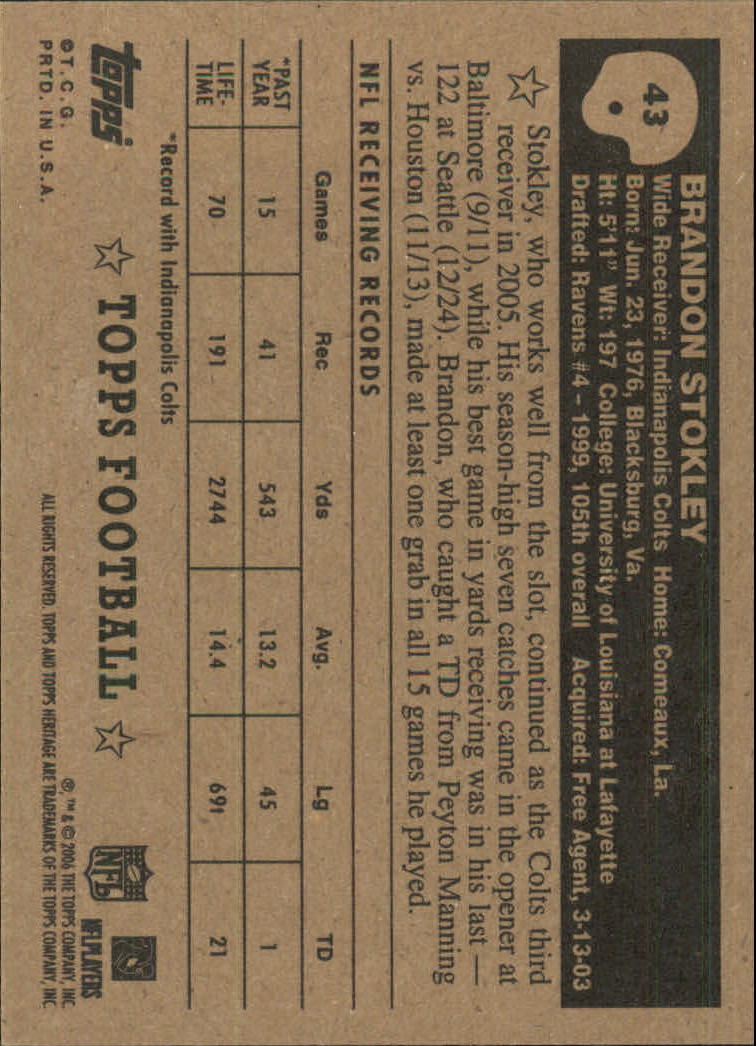 43
BRANDON STOKLEY
Wide Receiver: Indianapolis Colts Home: Comeaux, La.
Born: Jun. 23, 1976, Blacksburg, Va.
Ht: 5'11" Wt: 197 College: University of Louisiana at Lafayette
Drafted: Ravens #4 - 1999, 105th overall Acquired: Free Agent, 3-13-03
Stokley, who works well from the slot, continued as the Colts third
receiver in 2005. His season-high seven catches came in the opener at
Baltimore (9/11), while his best game in yards receiving was in his last —
122 at Seattle (12/24). Brandon, who caught a TD from Peyton Manning
vs. Houston (11/13), made at least one grab in all 15 games he played.
NFL RECEIVING RECORDS
Games Rec Yds Avg. Lg TD
*PAST
YEAR 15 41 543 13.2 45 1
LIFE-
TIME 70 191 2744 14.4 69t 21
*Record with Indianapolis Colts
topps
☆ TOPPS FOOTBALL ☆
NFL
NFLPLAYERS
©T.C.G.
PRTD. IN U.S.A.
®, ™ & © 2006 THE TOPPS COMPANY, INC.
ALL RIGHTS RESERVED. TOPPS AND TOPPS HERITAGE ARE TRADEMARKS OF THE TOPPS COMPANY, INC